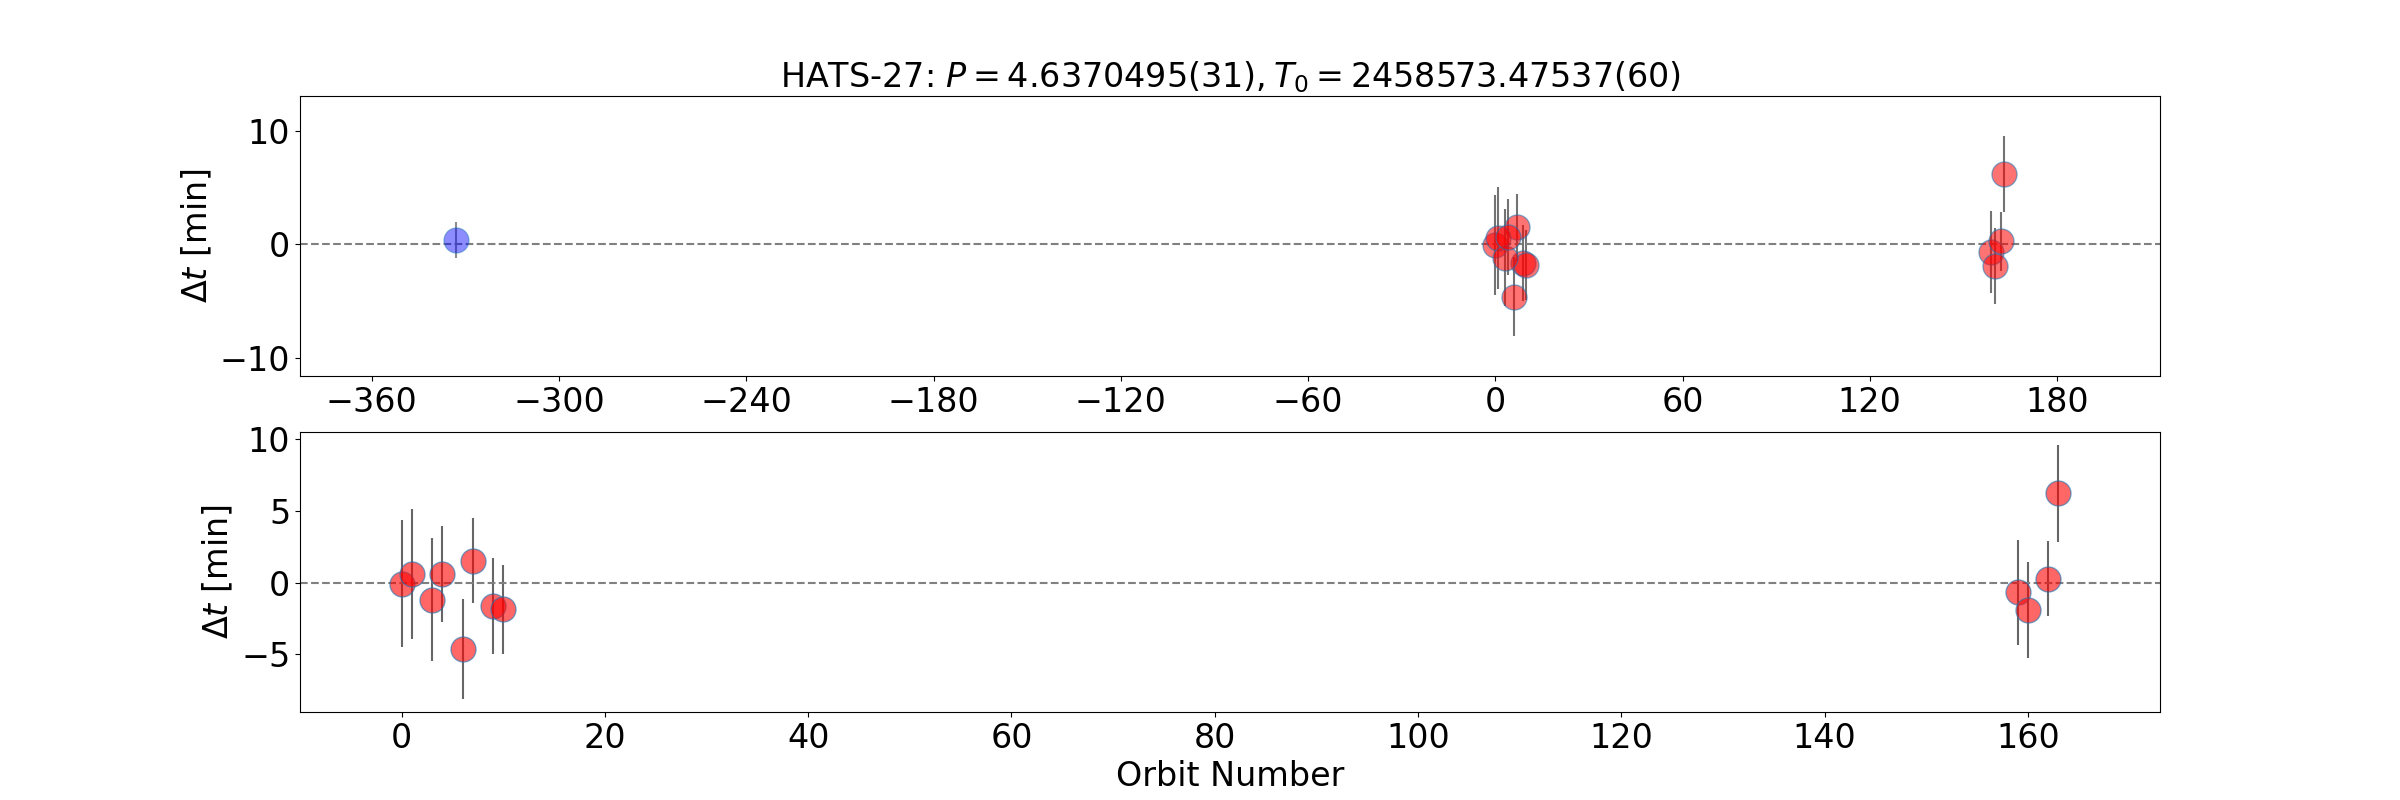 HATS-27: P = 4.6370495(31), T₀ = 2458573.47537(60)
Δt [min]
10
0
−10
−360 −300 −240 −180 −120 −60 0 60 120 180
Δt [min]
10
5
0
−5
0 20 40 60 80 100 120 140 160
Orbit Number